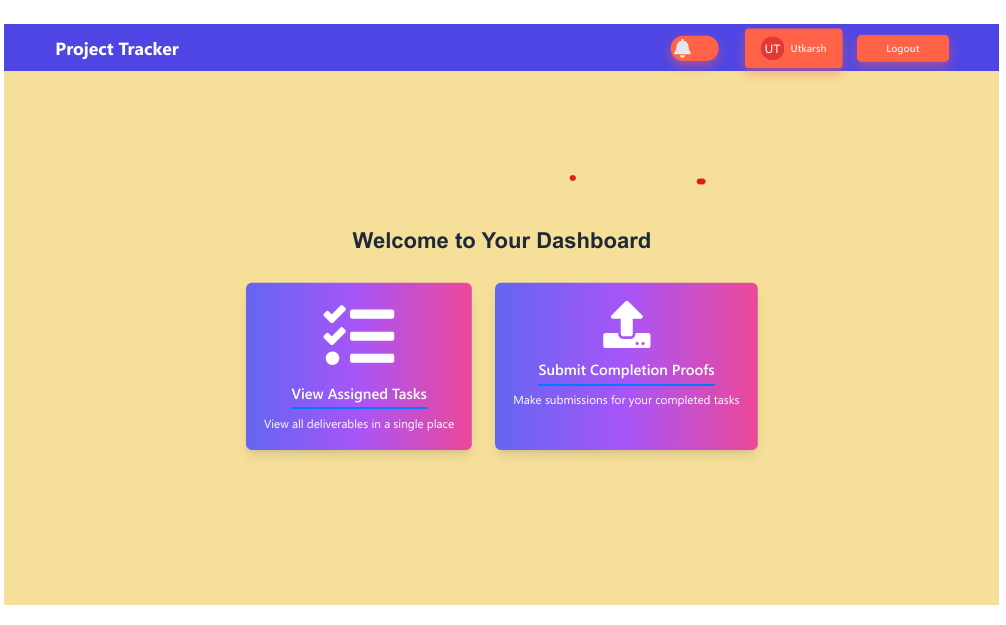 Project Tracker
UT Utkarsh
Logout
Welcome to Your Dashboard
View Assigned Tasks
View all deliverables in a single place
Submit Completion Proofs
Make submissions for your completed tasks